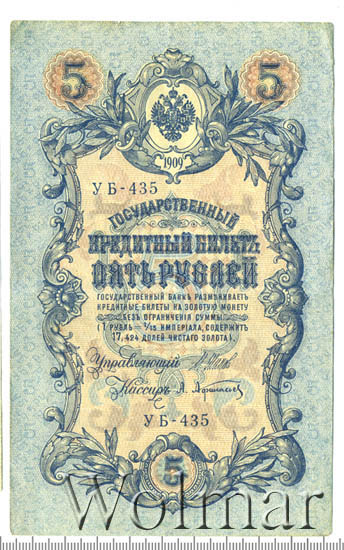 5 5
1909
УБ-435
ГОСУДАРСТВЕННЫЙ
КРЕДИТНЫЙ БИЛЕТЪ
ПЯТЬ РУБЛЕЙ
ГОСУДАРСТВЕННЫЙ БАНКЪ РАЗМѢНИВАЕТЪ
КРЕДИТНЫЕ БИЛЕТЫ НА ЗОЛОТУЮ МОНЕТУ
БЕЗЪ ОГРАНИЧЕНІЯ СУММЫ
(1 РУБЛЬ = 1/15 ИМПЕРІАЛА, СОДЕРЖИТЪ
17,424 ДОЛЕЙ ЧИСТАГО ЗОЛОТА).
Управляющій
Кассиръ А. Афанасьев
УБ-435
5
Wolmar